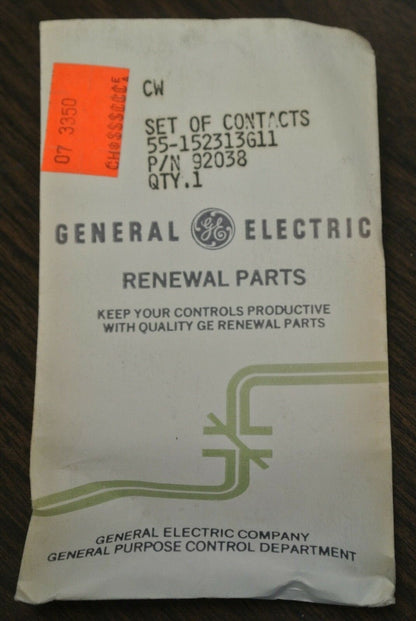 07 3350
CW
SET OF CONTACTS
55-152313G11
P/N 92038
QTY.1
GENERAL GE ELECTRIC
RENEWAL PARTS
KEEP YOUR CONTROLS PRODUCTIVE
WITH QUALITY GE RENEWAL PARTS
GENERAL ELECTRIC COMPANY
GENERAL PURPOSE CONTROL DEPARTMENT